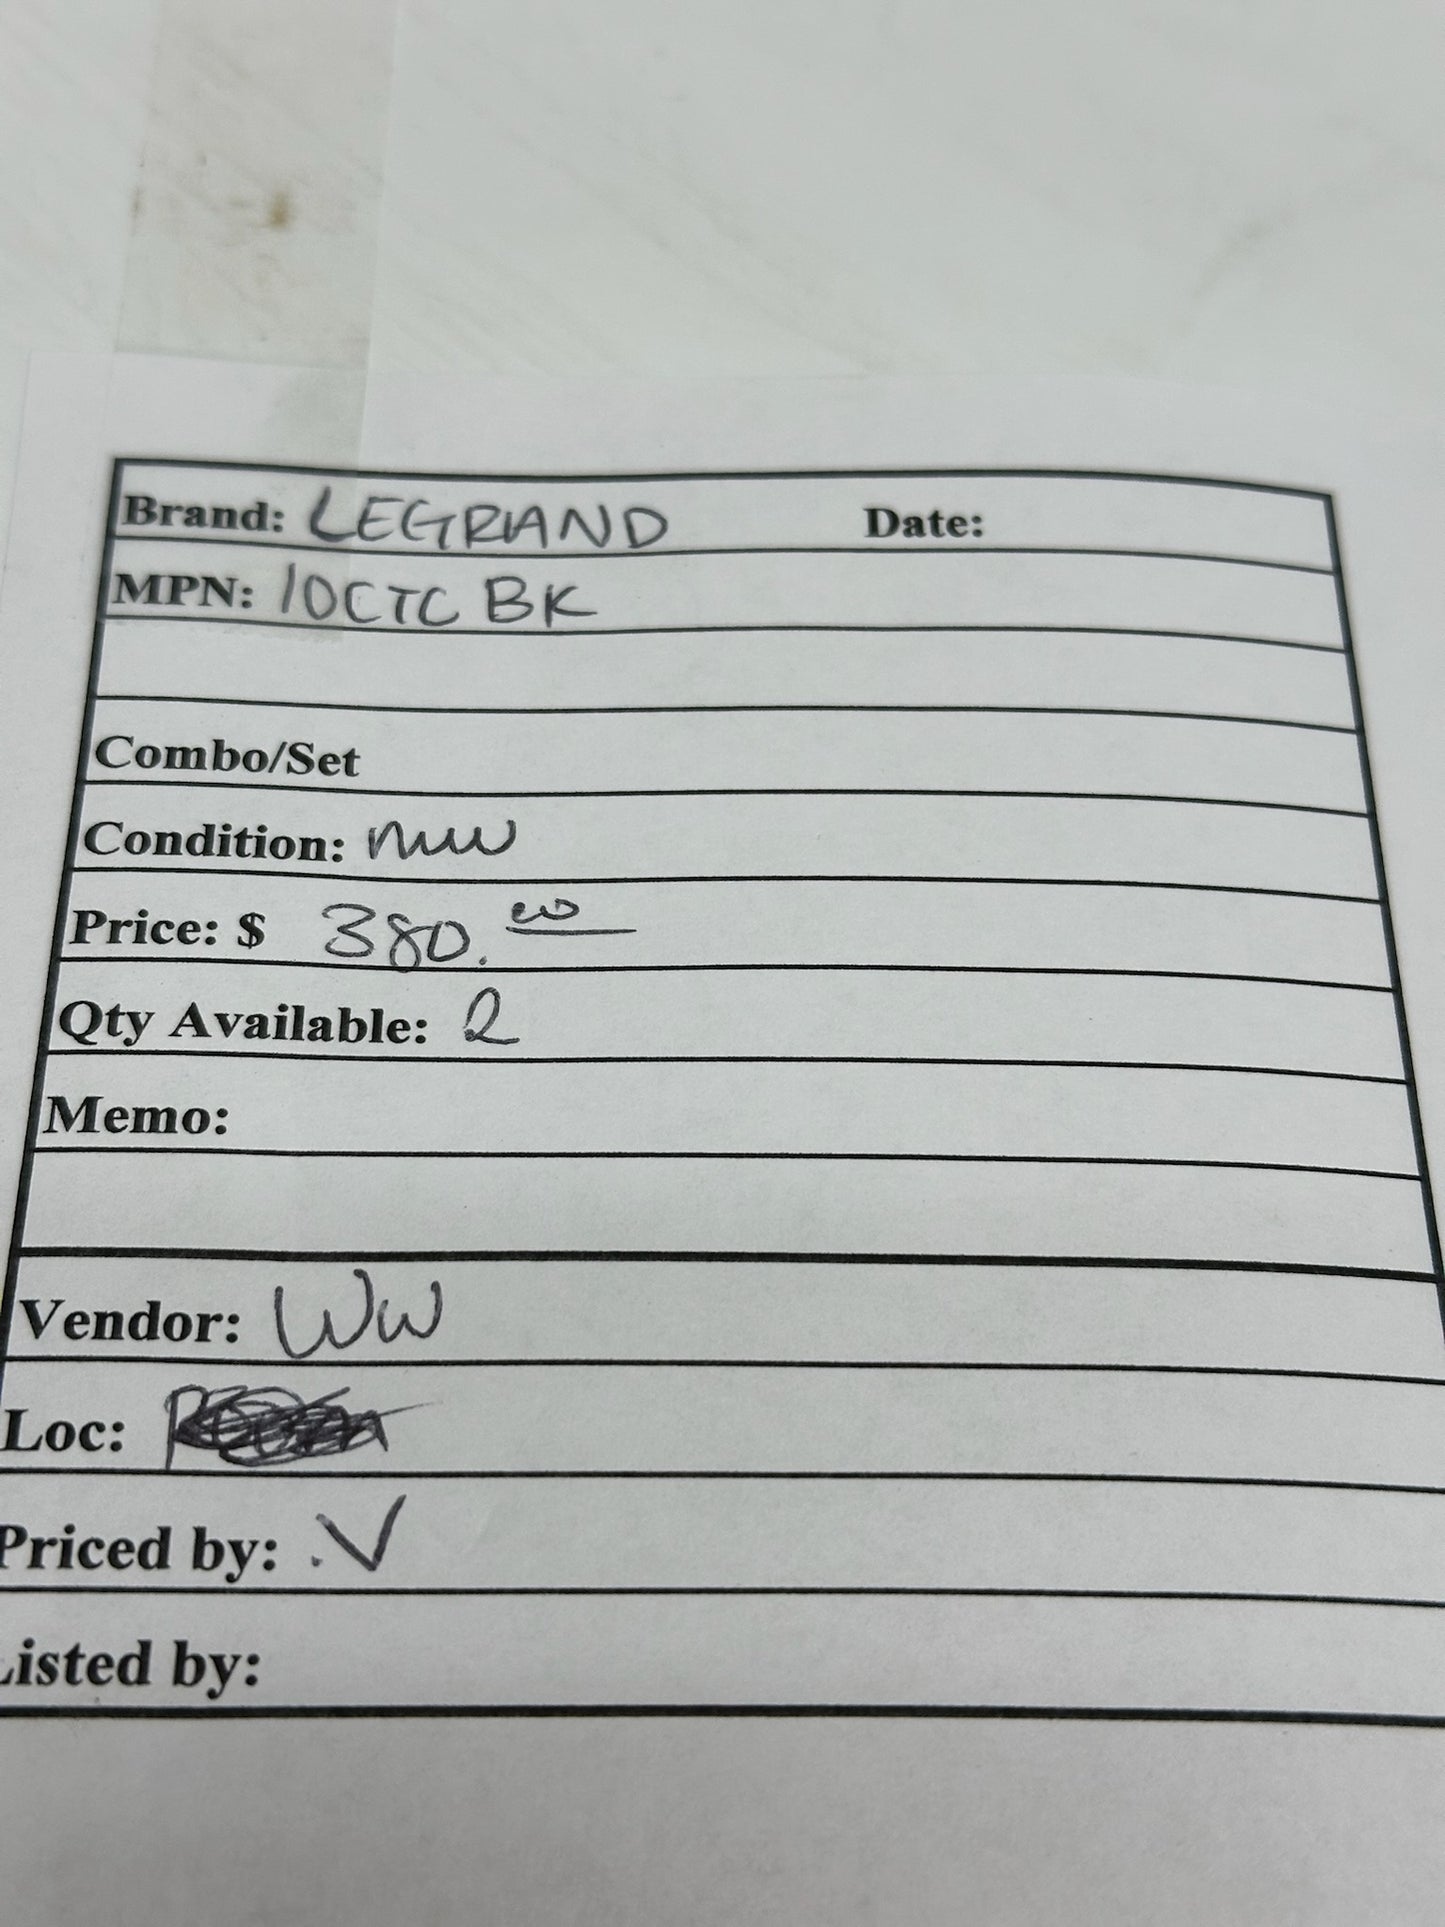 Brand: LEGRAND Date:
MPN: 10CTC BK
Combo/Set
Condition: new
Price: $ 380.00
Qty Available: 2
Memo:
Vendor: WW
Loc:
Priced by: .V
Listed by: